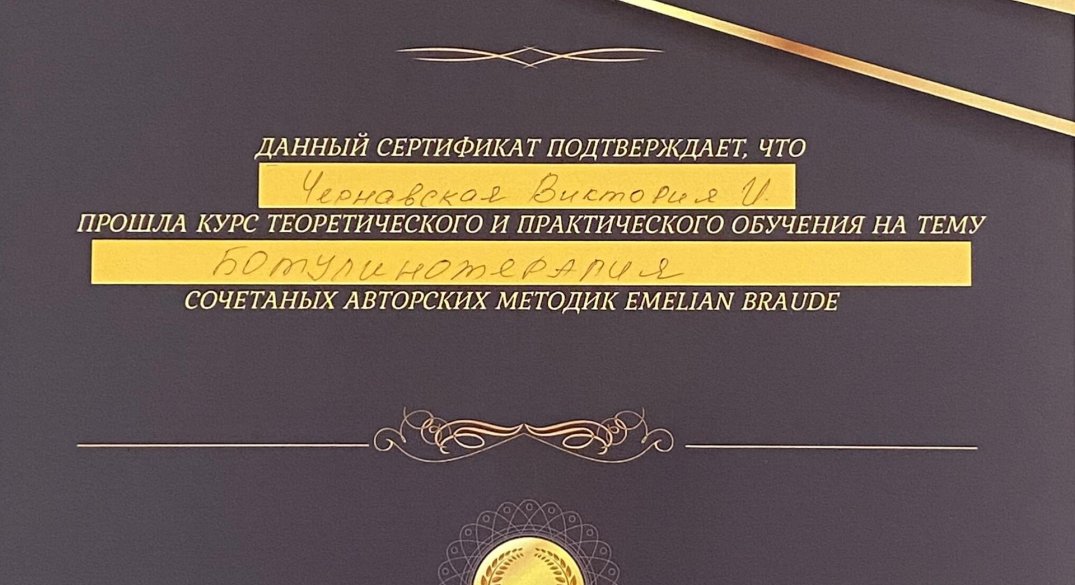 ДАННЫЙ СЕРТИФИКАТ ПОДТВЕРЖДАЕТ, ЧТО
Чернавская Виктория И.
ПРОШЛА КУРС ТЕОРЕТИЧЕСКОГО И ПРАКТИЧЕСКОГО ОБУЧЕНИЯ НА ТЕМУ
БОТУЛИНОТЕРАПИЯ
СОЧЕТАНЫХ АВТОРСКИХ МЕТОДИК EMELIAN BRAUDE